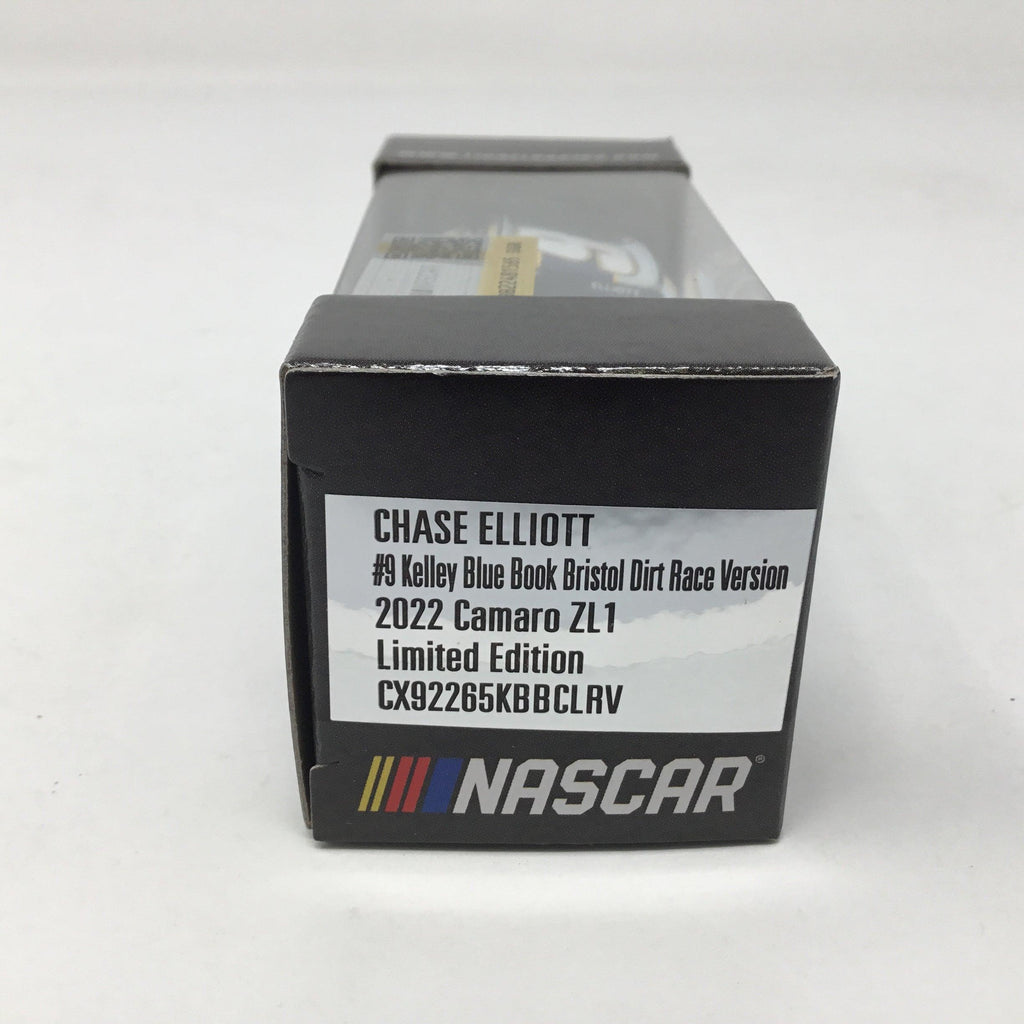 CHASE ELLIOTT
#9 Kelley Blue Book Bristol Dirt Race Version
2022 Camaro ZL1
Limited Edition
CX92265KBBCLRV
NASCAR®